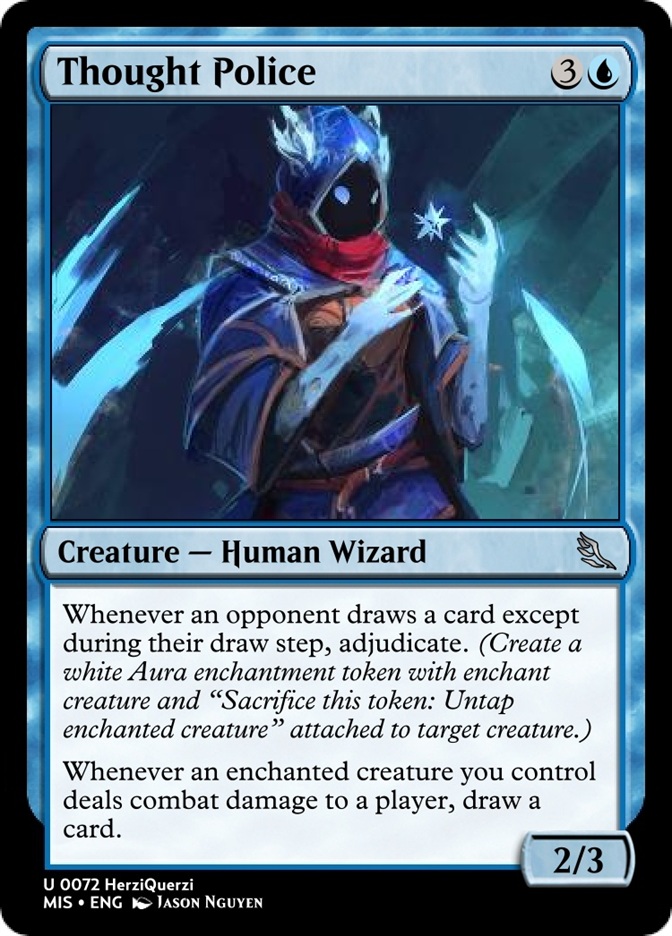 Thought Police 3
Creature — Human Wizard
Whenever an opponent draws a card except
during their draw step, adjudicate. (Create a
white Aura enchantment token with enchant
creature and “Sacrifice this token: Untap
enchanted creature” attached to target creature.)
Whenever an enchanted creature you control
deals combat damage to a player, draw a
card.
2/3
U 0072 HerziQuerzi
MIS • ENG Jason Nguyen